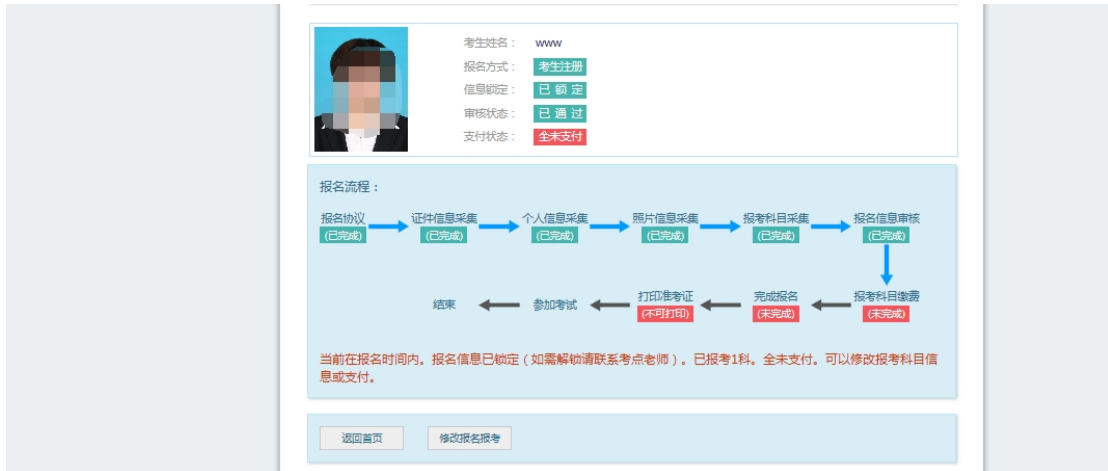 考生姓名： www
报名方式： 考生注册
信息锁定： 已 锁 定
审核状态： 已 通 过
支付状态： 全未支付
报名流程：
报名协议 证件信息采集 个人信息采集 照片信息采集 报考科目采集 报名信息审核
(已完成) (已完成) (已完成) (已完成) (已完成) (已完成)
结束 参加考试 打印准考证 完成报名 报考科目缴费
(不可打印) (未完成) (未完成)
当前在报名时间内。报名信息已锁定（如需解锁请联系考点老师）。已报考1科。全未支付。可以修改报考科目信
息或支付。
返回首页 修改报名报考